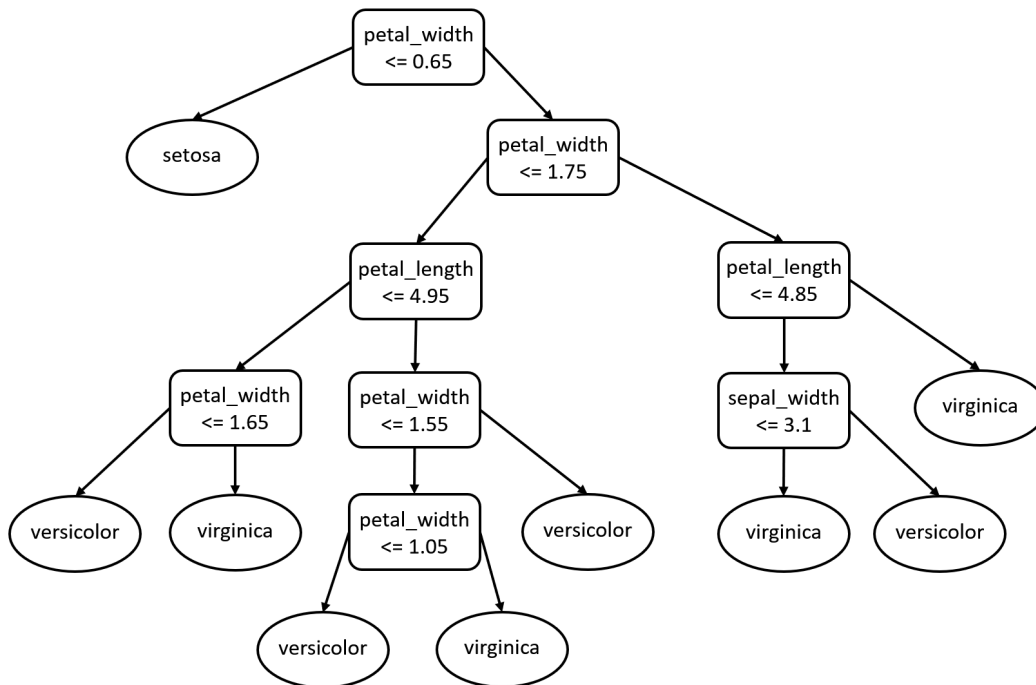 petal_width
<= 0.65
setosa
petal_width
<= 1.75
petal_length
<= 4.95
petal_length
<= 4.85
petal_width
<= 1.65
petal_width
<= 1.55
sepal_width
<= 3.1
virginica
versicolor
virginica
petal_width
<= 1.05
versicolor
virginica
versicolor
versicolor
virginica